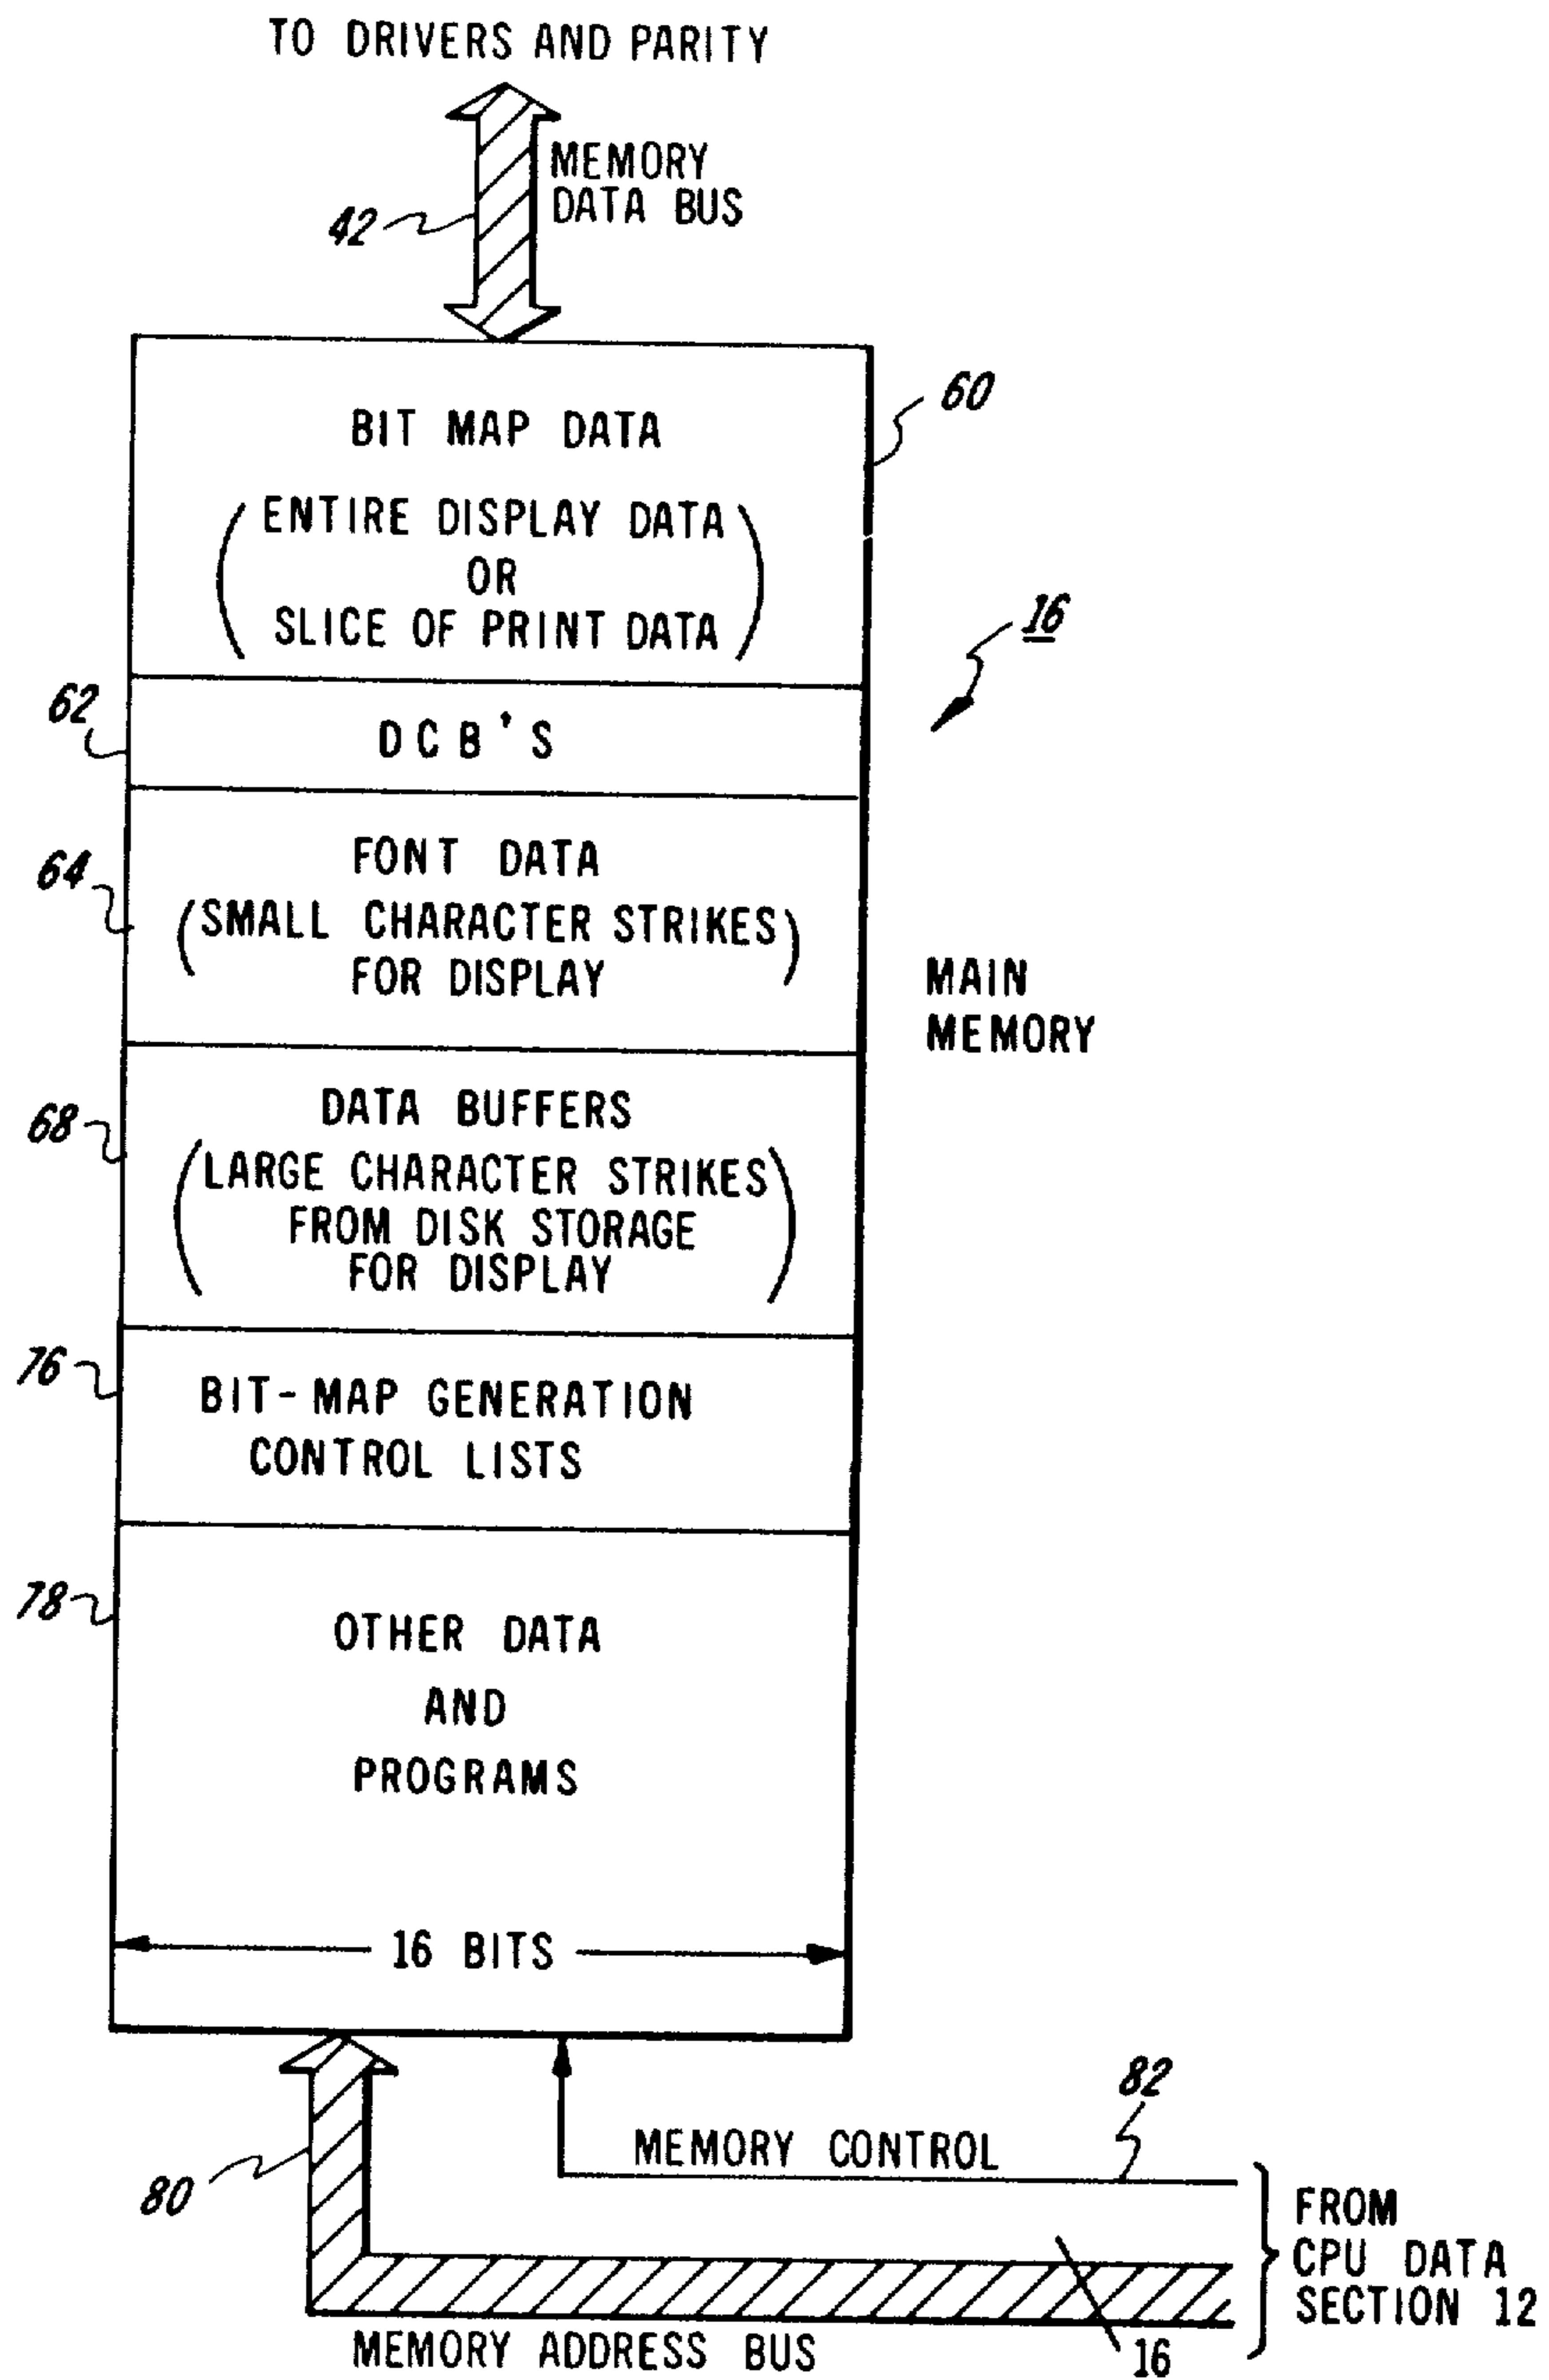 TO DRIVERS AND PARITY
MEMORY
DATA BUS
42
BIT MAP DATA
(ENTIRE DISPLAY DATA
OR
SLICE OF PRINT DATA)
60
16
62
DCB'S
64
FONT DATA
(SMALL CHARACTER STRIKES)
FOR DISPLAY
MAIN
MEMORY
68
DATA BUFFERS
(LARGE CHARACTER STRIKES
FROM DISK STORAGE
FOR DISPLAY)
76
BIT-MAP GENERATION
CONTROL LISTS
78
OTHER DATA
AND
PROGRAMS
16 BITS
82
MEMORY CONTROL
80
FROM
CPU DATA
SECTION 12
MEMORY ADDRESS BUS
16